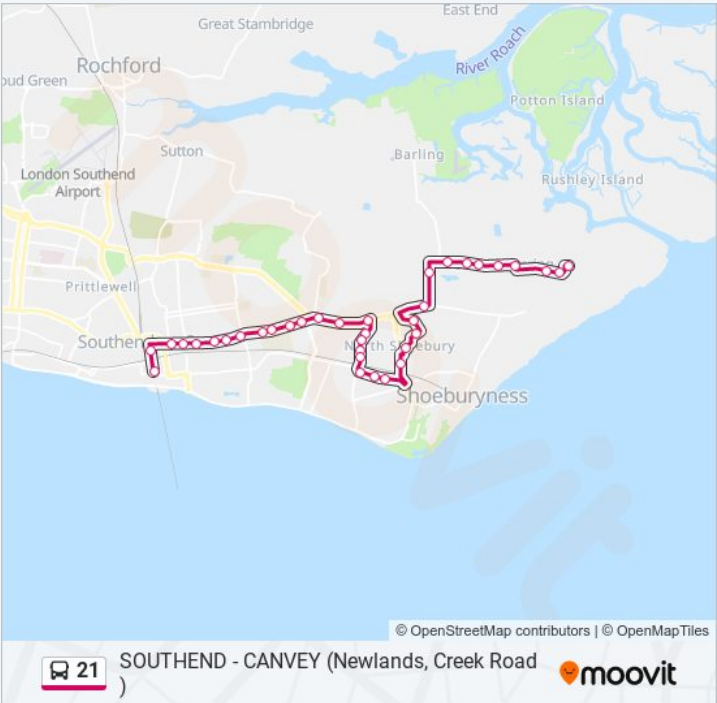 East End
Great Stambridge
River Roach
Rochford
oud Green
Potton Island
Sutton
Barling
London Southend
Airport
Rushley Island
Prittlewell
Southend
North Shoebury
Shoeburyness
© OpenStreetMap contributors | © OpenMapTiles
21
SOUTHEND - CANVEY (Newlands, Creek Road
)
moovit